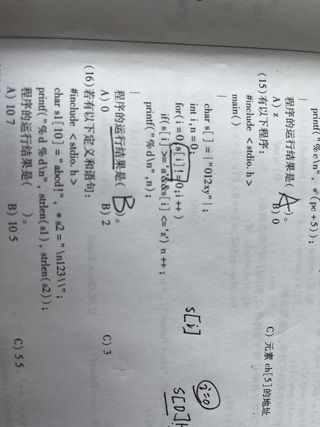 printf("%c\n", *(pc+5));
程序的运行结果是( A )。
A) z B) 0 C) 元素 ch[5]的地址
(15)有以下程序:
#include <stdio.h>
main()
{
char s[]={"012xy"};
int i,n=0;
for(i=0;s[i]!=0;i++)
if(s[i]>='a'&&s[i]<='z') n++;
printf("%d\n",n);
}
程序的运行结果是( B )。
A) 0 B) 2 C) 3
(16)若有以下定义和语句:
#include <stdio.h>
char s1[10]="abcd!", *s2="\n123\\";
printf("%d %d\n", strlen(s1), strlen(s2));
程序的运行结果是( )。
A) 10 7 B) 10 5 C) 5 5
s[i]
i=0
s[0]